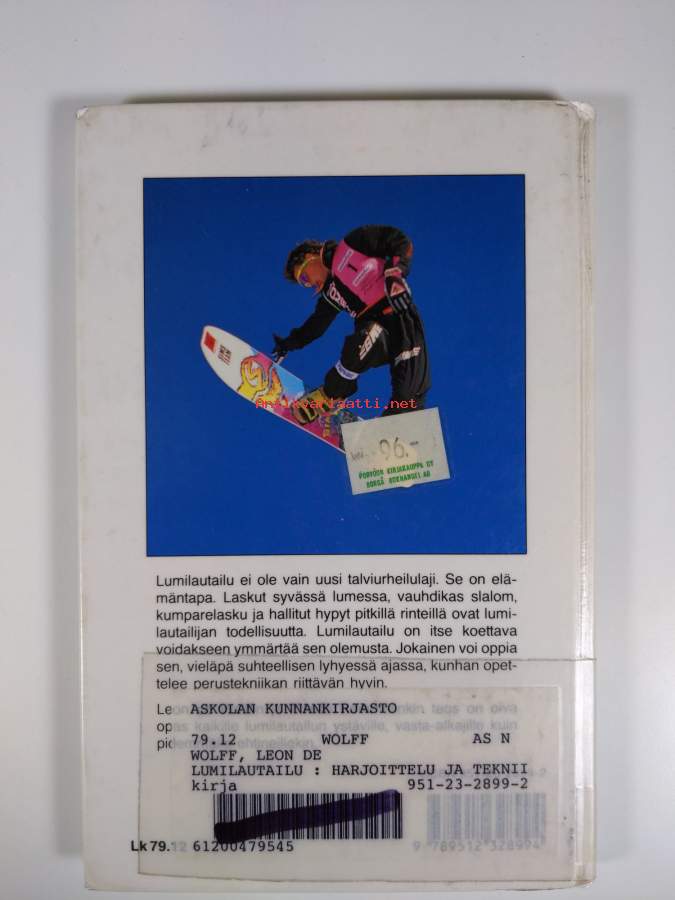 Antikvariaatti.net
96,-
PORVOON KIRJAKAUPPA OY
BORGÅ BOKHANDEL AB
Lumilautailu ei ole vain uusi talviurheilulaji. Se on elä-
mäntapa. Laskut syvässä lumessa, vauhdikas slalom,
kumparelasku ja hallitut hypyt pitkillä rinteillä ovat lumi-
lautailijan todellisuutta. Lumilautailu on itse koettava
voidakseen ymmärtää sen olemusta. Jokainen voi oppia
sen, vieläpä suhteellisen lyhyessä ajassa, kunhan opet-
telee perustekniikan riittävän hyvin.
ASKOLAN KUNNANKIRJASTO
79.12 WOLFF AS N
WOLFF, LEON DE
LUMILAUTAILU : HARJOITTELU JA TEKNII
kirja 951-23-2899-2
Lk 79.12 61200479545 9 789512 328994